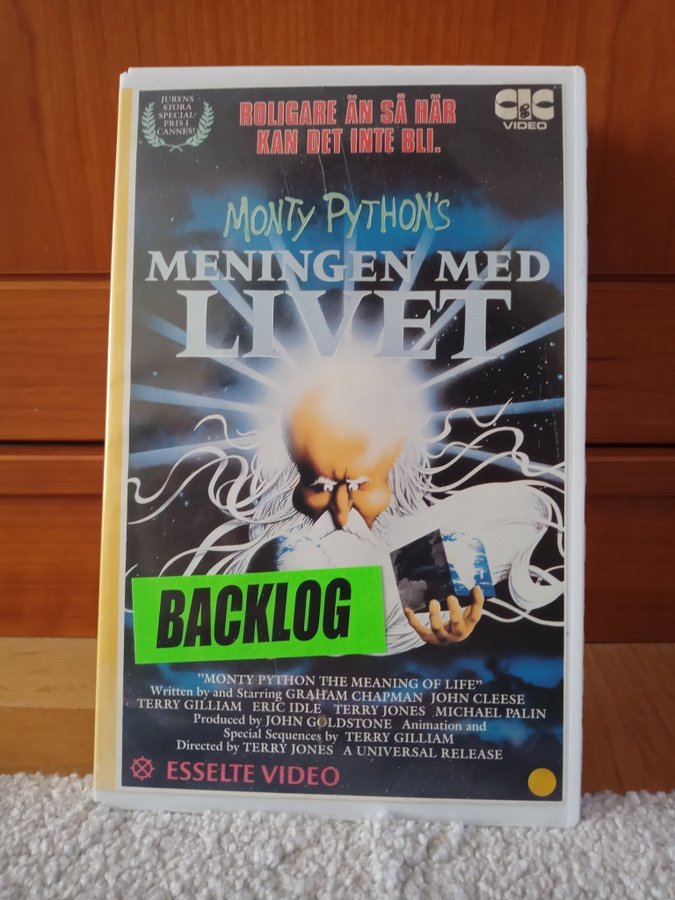 JURYNS
STORA
SPECIAL-
PRIS I
CANNES!
ROLIGARE ÄN SÅ HÄR
KAN DET INTE BLI.
CIC
VIDEO
MONTY PYTHON'S
MENINGEN MED
LIVET
BACKLOG
"MONTY PYTHON THE MEANING OF LIFE"
Written by and Starring GRAHAM CHAPMAN JOHN CLEESE
TERRY GILLIAM ERIC IDLE TERRY JONES MICHAEL PALIN
Produced by JOHN GOLDSTONE Animation and
Special Sequences by TERRY GILLIAM
Directed by TERRY JONES A UNIVERSAL RELEASE
ESSELTE VIDEO